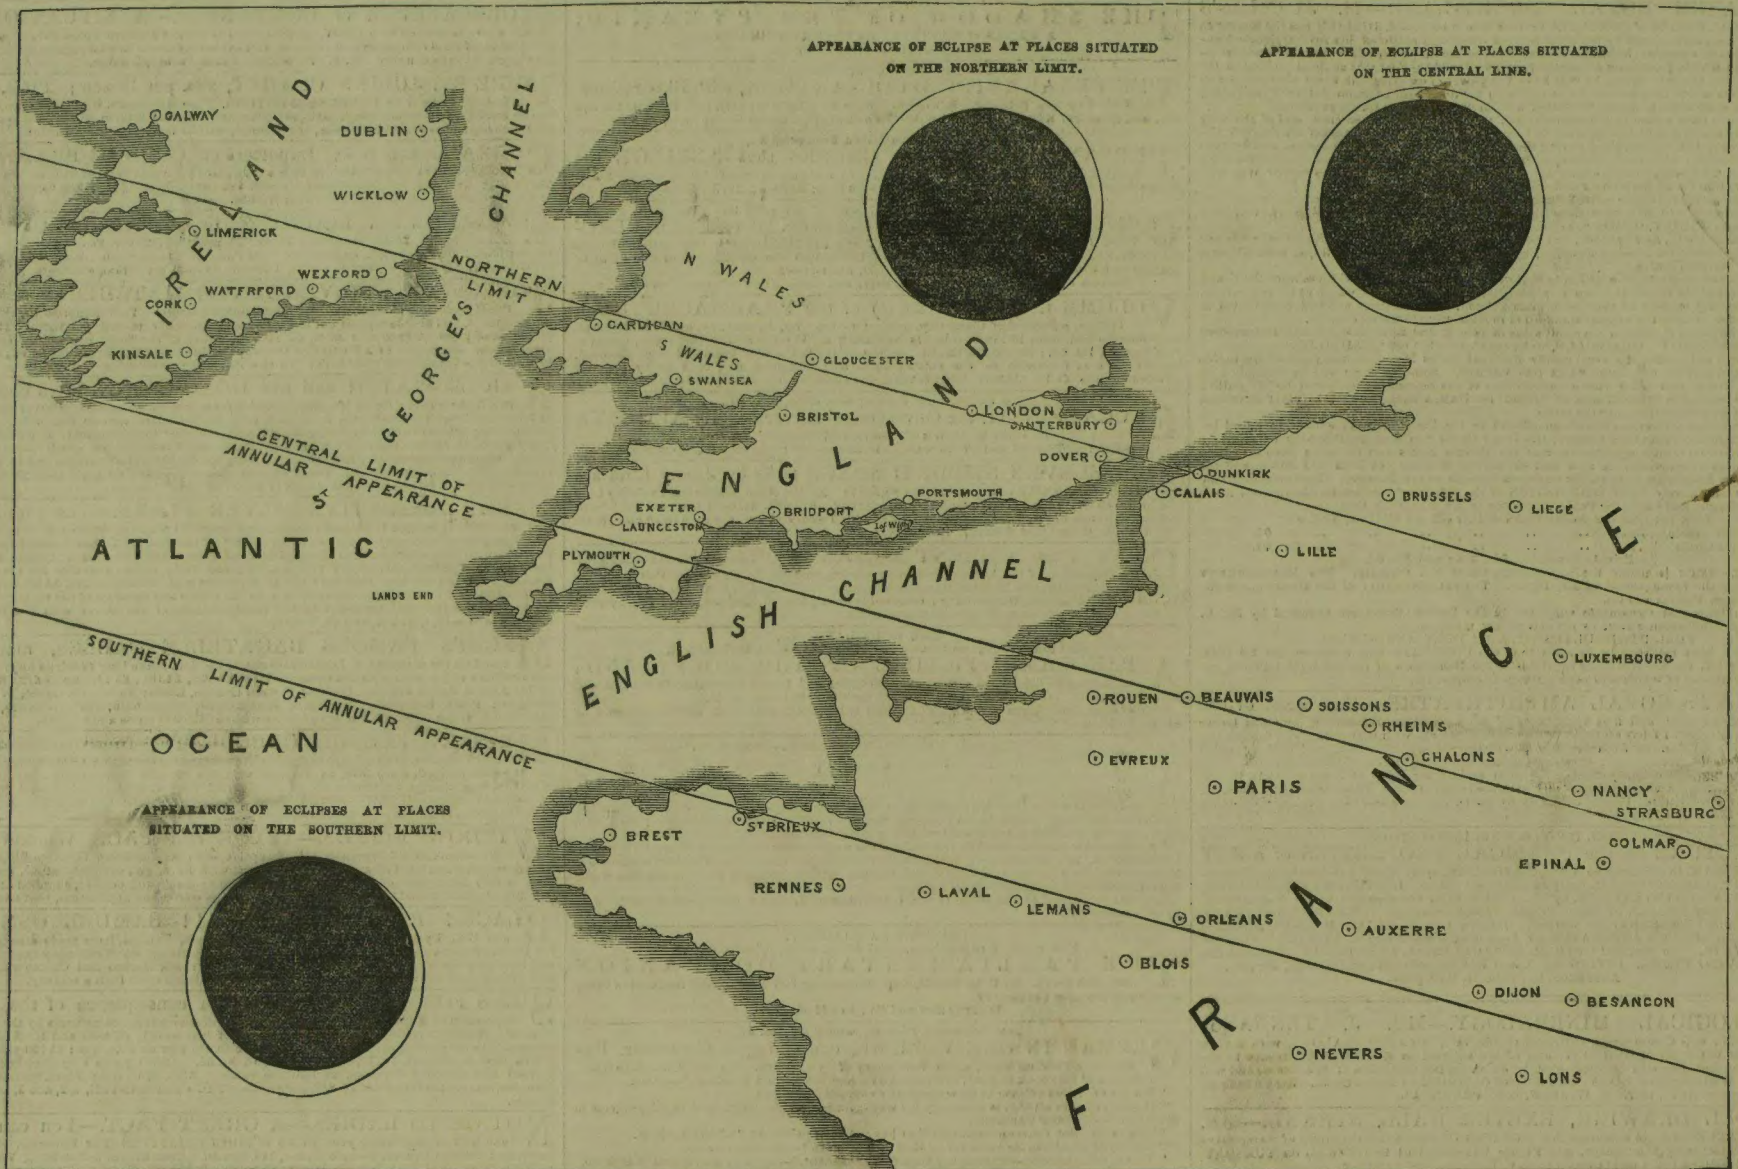 APPEARANCE OF ECLIPSE AT PLACES SITUATED
ON THE NORTHERN LIMIT.
APPEARANCE OF ECLIPSE AT PLACES SITUATED
ON THE CENTRAL LINE.
GALWAY
DUBLIN
WICKLOW
LIMERICK
WEXFORD
WATFRFORD
CORK
KINSALE
IRELAND
ST GEORGE'S CHANNEL
NORTHERN
LIMIT
N WALES
CARDIGAN
S WALES
SWANSEA
GLOUCESTER
BRISTOL
LONDON
CANTERBURY
DOVER
ENGLAND
PORTSMOUTH
I of Wight
EXETER
LAUNCESTON
BRIDPORT
PLYMOUTH
LANDS END
DUNKIRK
CALAIS
BRUSSELS
LIEGE
LILLE
CENTRAL LIMIT OF
ANNULAR APPEARANCE
ATLANTIC
OCEAN
ENGLISH CHANNEL
SOUTHERN
LIMIT OF ANNULAR APPEARANCE
LUXEMBOURG
ROUEN
BEAUVAIS
SOISSONS
RHEIMS
CHALONS
EVREUX
PARIS
NANCY
STRASBURG
COLMAR
EPINAL
BREST
ST BRIEUX
RENNES
LAVAL
LEMANS
ORLEANS
AUXERRE
BLOIS
DIJON
BESANCON
NEVERS
LONS
FRANCE
APPEARANCE OF ECLIPSES AT PLACES
SITUATED ON THE SOUTHERN LIMIT.